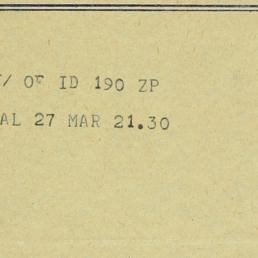 / OF ID 190 ZP
AL 27 MAR 21.30